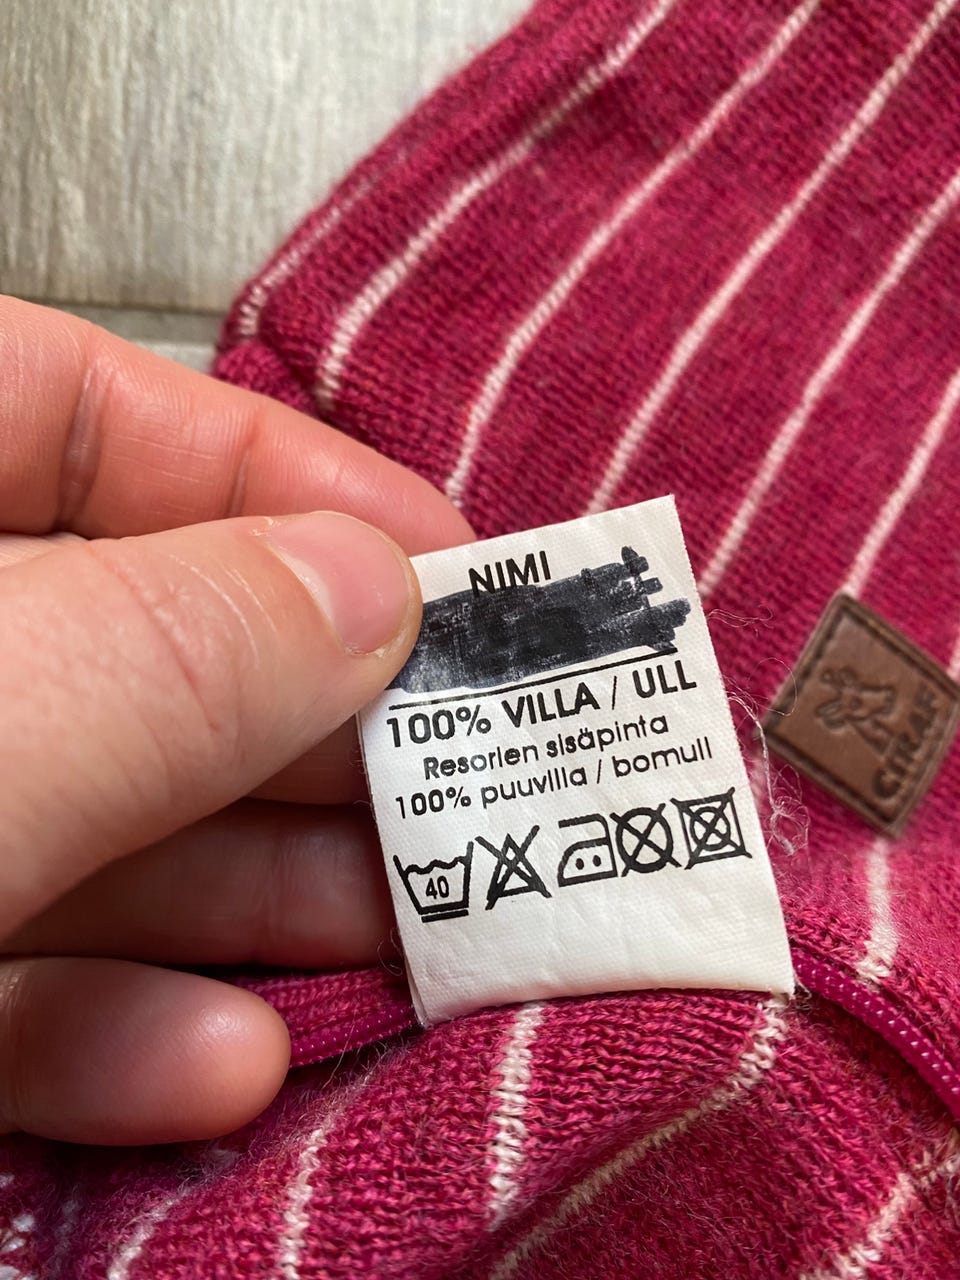 NIMI
100% VILLA / ULL
Resorien sisäpinta
100% puuvilla / bomull
40